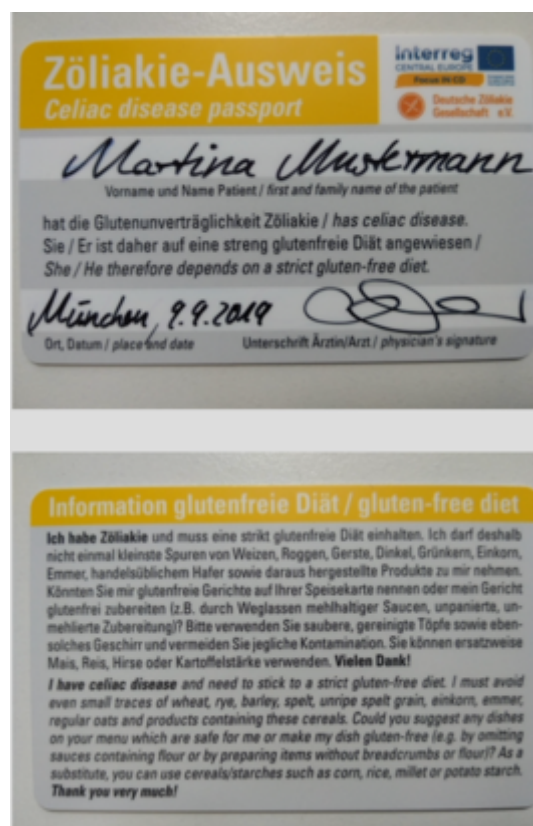 Zöliakie-Ausweis
Celiac disease passport
Interreg
CENTRAL EUROPE
Focus IN CD
Deutsche Zöliakie
Gesellschaft e.V.
Martina Mustermann
Vorname und Name Patient / first and family name of the patient
hat die Glutenunverträglichkeit Zöliakie / has celiac disease.
Sie / Er ist daher auf eine streng glutenfreie Diät angewiesen /
She / He therefore depends on a strict gluten-free diet.
München, 9.9.2019
Ort, Datum / place and date Unterschrift Ärztin/Arzt / physician's signature
Information glutenfreie Diät / gluten-free diet
Ich habe Zöliakie und muss eine strikt glutenfreie Diät einhalten. Ich darf deshalb
nicht einmal kleinste Spuren von Weizen, Roggen, Gerste, Dinkel, Grünkern, Einkorn,
Emmer, handelsüblichem Hafer sowie daraus hergestellte Produkte zu mir nehmen.
Könnten Sie mir glutenfreie Gerichte auf Ihrer Speisekarte nennen oder mein Gericht
glutenfrei zubereiten (z.B. durch Weglassen mehlhaltiger Saucen, unpanierte, un-
mehlierte Zubereitung)? Bitte verwenden Sie saubere, gereinigte Töpfe sowie eben-
solches Geschirr und vermeiden Sie jegliche Kontamination. Sie können ersatzweise
Mais, Reis, Hirse oder Kartoffelstärke verwenden. Vielen Dank!
I have celiac disease and need to stick to a strict gluten-free diet. I must avoid
even small traces of wheat, rye, barley, spelt, unripe spelt grain, einkorn, emmer,
regular oats and products containing these cereals. Could you suggest any dishes
on your menu which are safe for me or make my dish gluten-free (e.g. by omitting
sauces containing flour or by preparing items without breadcrumbs or flour)? As a
substitute, you can use cereals/starches such as corn, rice, millet or potato starch.
Thank you very much!